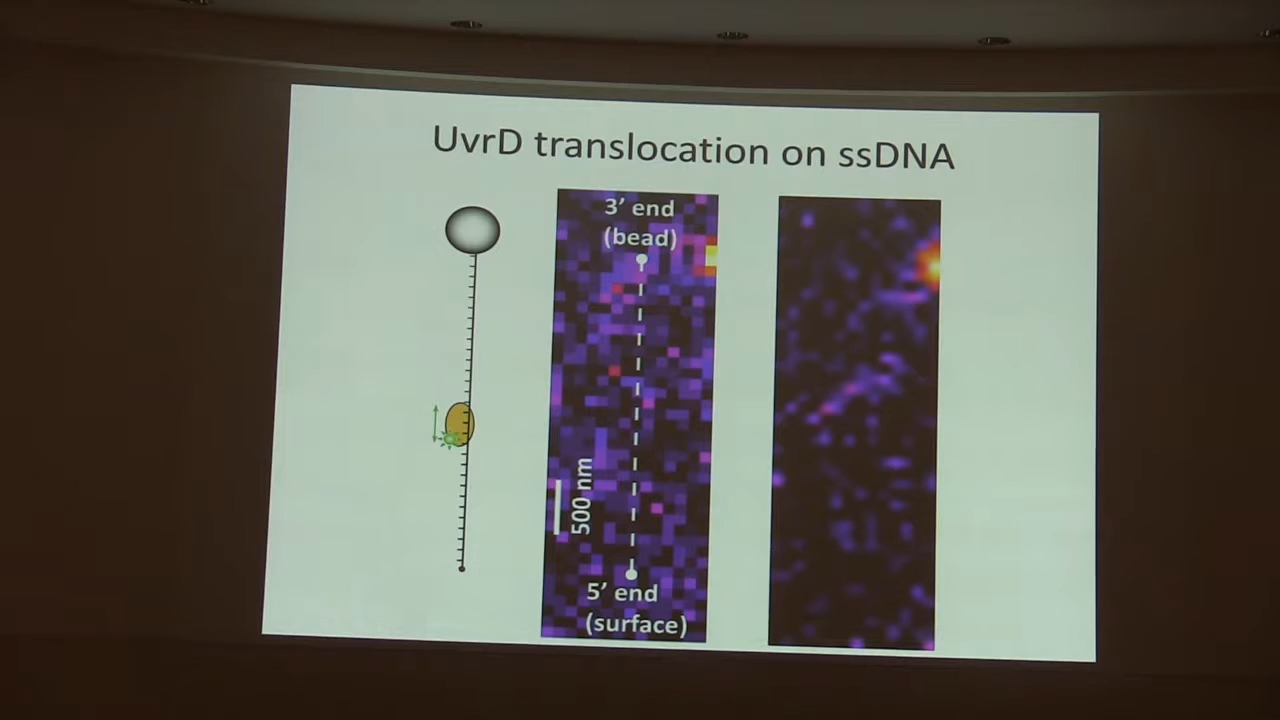 UvrD translocation on ssDNA
3’ end
(bead)
500 nm
5’ end
(surface)